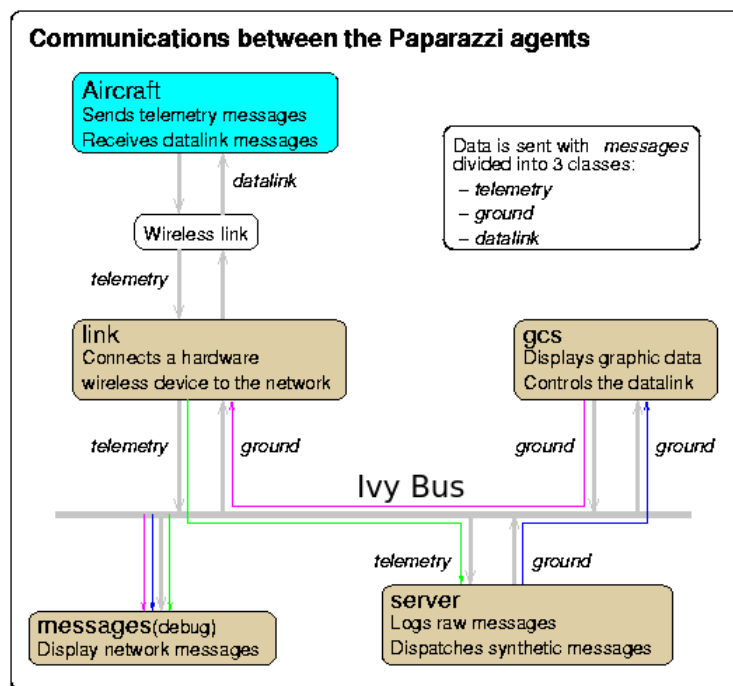 Communications between the Paparazzi agents
Aircraft
Sends telemetry messages
Receives datalink messages
Data is sent with messages
divided into 3 classes:
– telemetry
– ground
– datalink
datalink
Wireless link
telemetry
link
Connects a hardware
wireless device to the network
gcs
Displays graphic data
Controls the datalink
telemetry
ground
ground
ground
Ivy Bus
telemetry
ground
messages(debug)
Display network messages
server
Logs raw messages
Dispatches synthetic messages